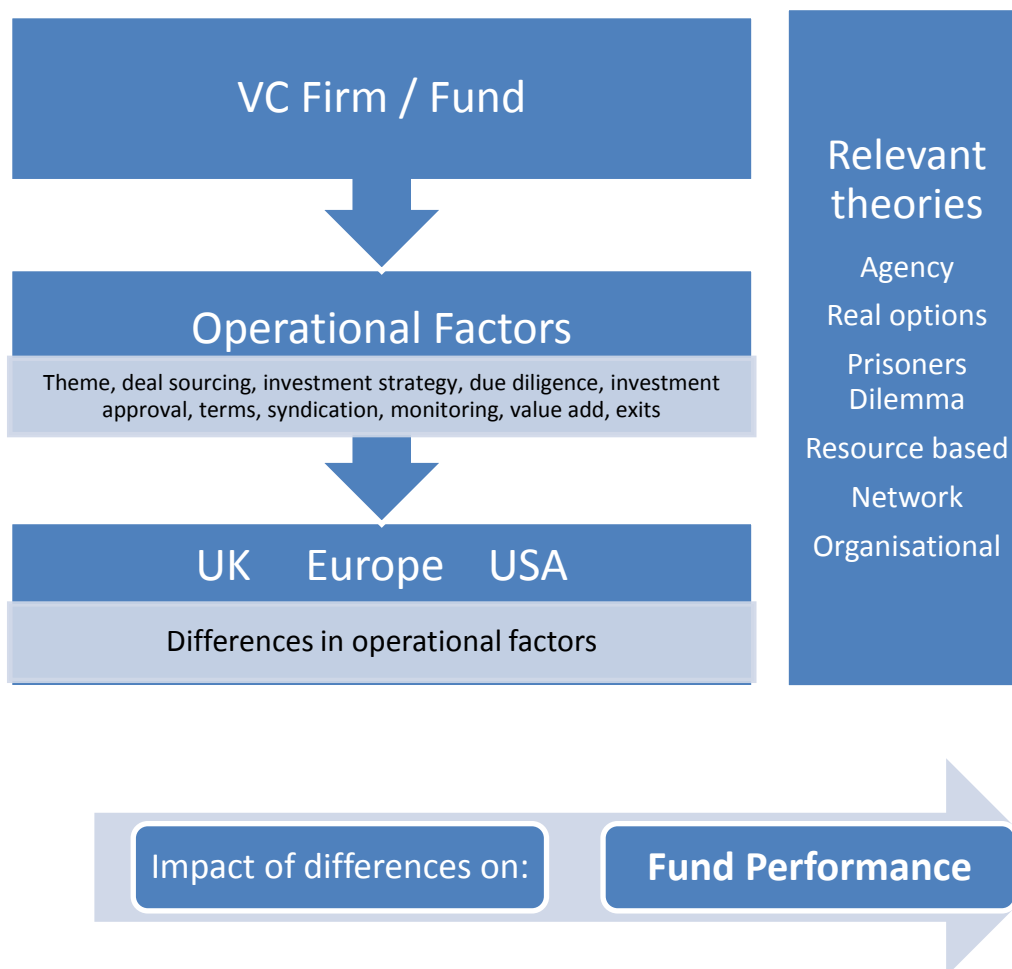 VC Firm / Fund
Operational Factors
Theme, deal sourcing, investment strategy, due diligence, investment
approval, terms, syndication, monitoring, value add, exits
UK Europe USA
Differences in operational factors
Relevant
theories
Agency
Real options
Prisoners
Dilemma
Resource based
Network
Organisational
Impact of differences on:
Fund Performance